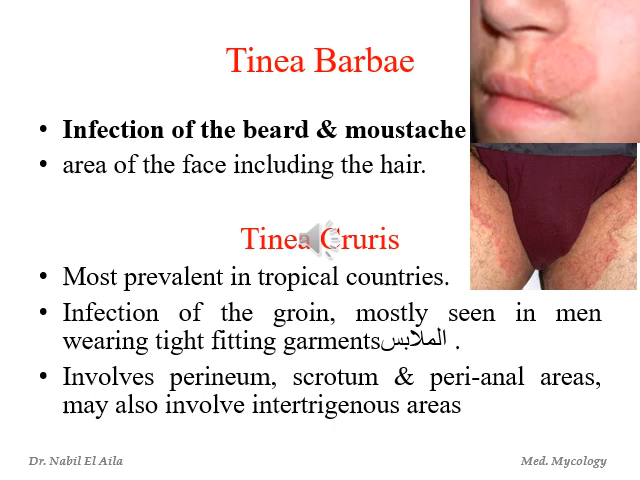 Tinea Barbae
• Infection of the beard & moustache
• area of the face including the hair.
Tinea Cruris
• Most prevalent in tropical countries.
• Infection of the groin, mostly seen in men
wearing tight fitting garmentsالملابس .
• Involves perineum, scrotum & peri-anal areas,
may also involve intertrigenous areas
Dr. Nabil El Aila
Med. Mycology